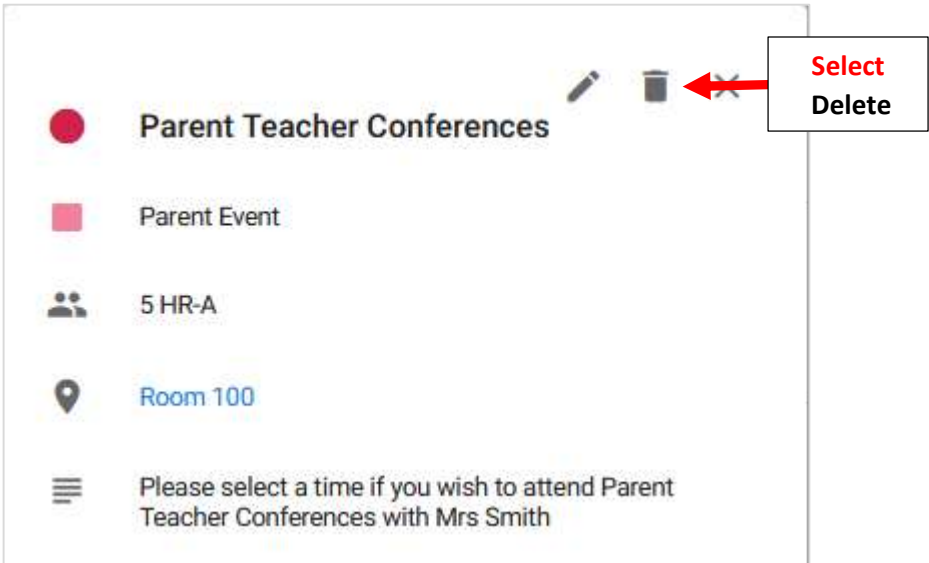 Select
Delete
Parent Teacher Conferences
Parent Event
5 HR-A
Room 100
Please select a time if you wish to attend Parent
Teacher Conferences with Mrs Smith